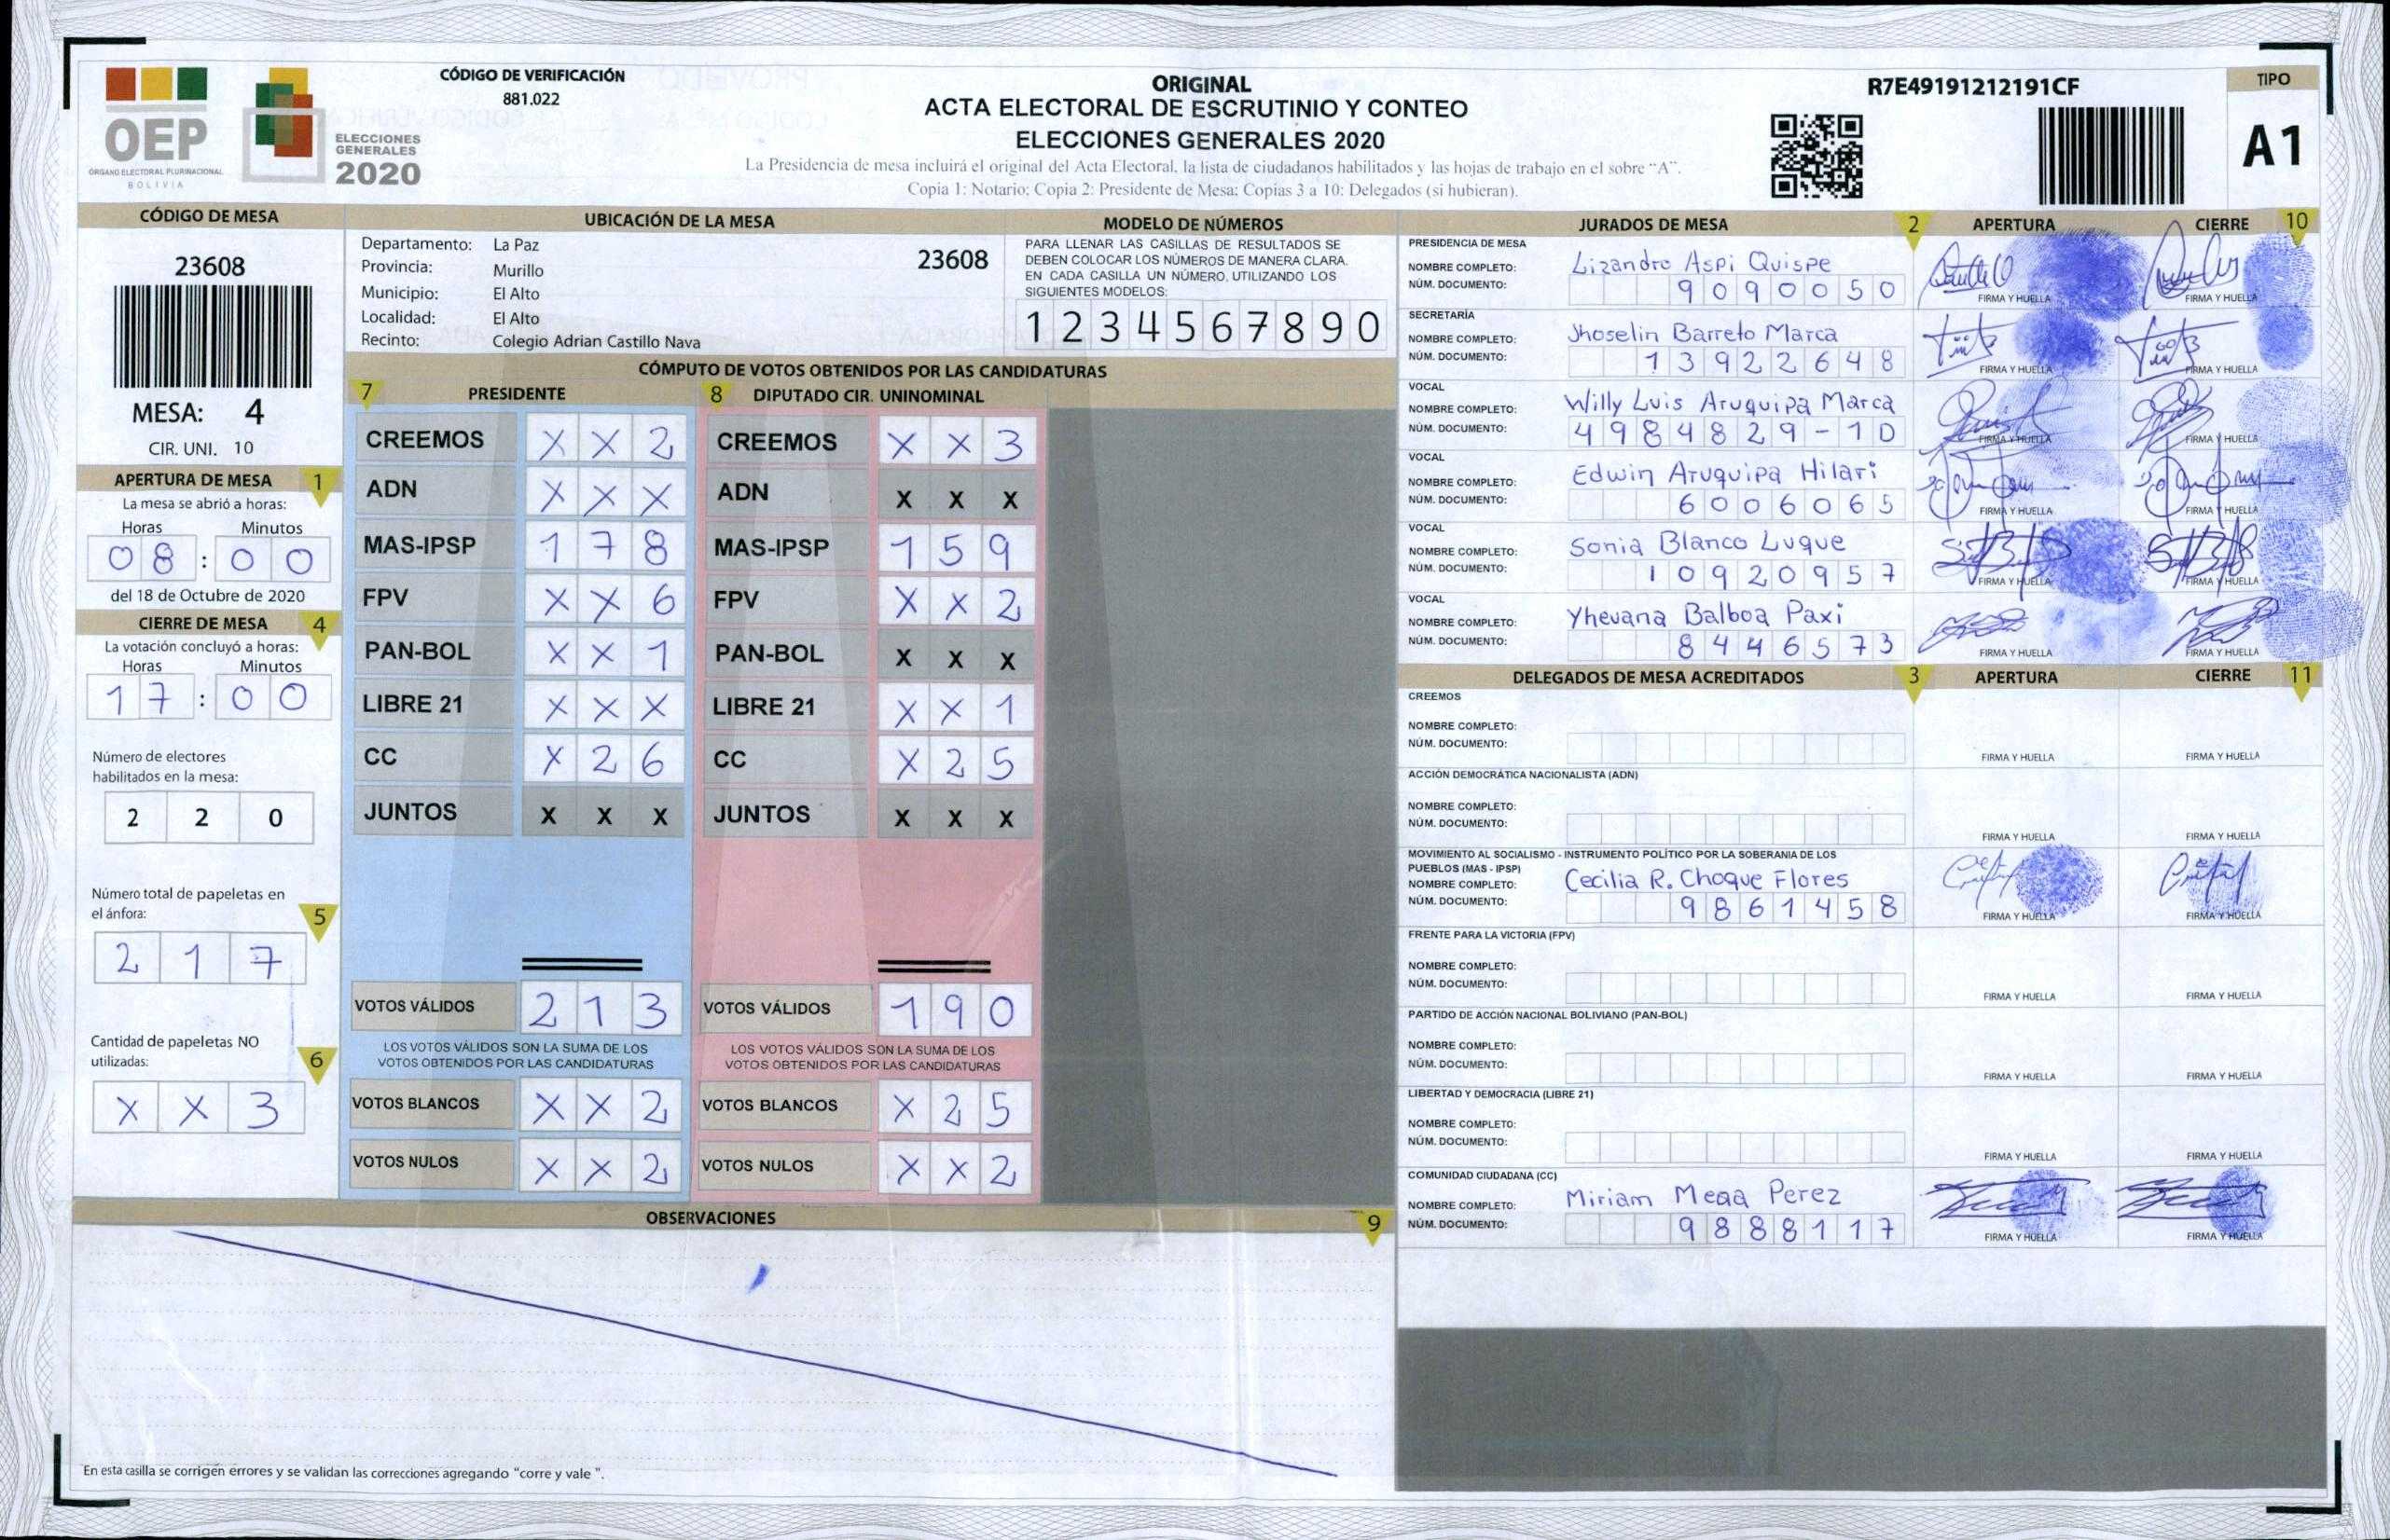 OEP
ÓRGANO ELECTORAL PLURINACIONAL
BOLIVIA
ELECCIONES
GENERALES
2020
CÓDIGO DE VERIFICACIÓN
881.022
ORIGINAL
ACTA ELECTORAL DE ESCRUTINIO Y CONTEO
ELECCIONES GENERALES 2020
La Presidencia de mesa incluirá el original del Acta Electoral, la lista de ciudadanos habilitados y las hojas de trabajo en el sobre "A".
Copia 1: Notario; Copia 2: Presidente de Mesa; Copias 3 a 10: Delegados (si hubieran).
R7E49191212191CF
TIPO
A1
CÓDIGO DE MESA
23608
MESA: 4
CIR. UNI. 10
APERTURA DE MESA 1
La mesa se abrió a horas:
Horas Minutos
08 : 00
del 18 de Octubre de 2020
CIERRE DE MESA 4
La votación concluyó a horas:
Horas Minutos
17 : 00
Número de electores
habilitados en la mesa:
2 2 0
Número total de papeletas en
el ánfora: 5
2 1 7
Cantidad de papeletas NO
utilizadas: 6
X X 3
UBICACIÓN DE LA MESA
Departamento: La Paz 23608
Provincia: Murillo
Municipio: El Alto
Localidad: El Alto
Recinto: Colegio Adrian Castillo Nava
MODELO DE NÚMEROS
PARA LLENAR LAS CASILLAS DE RESULTADOS SE
DEBEN COLOCAR LOS NÚMEROS DE MANERA CLARA.
EN CADA CASILLA UN NÚMERO, UTILIZANDO LOS
SIGUIENTES MODELOS:
1 2 3 4 5 6 7 8 9 0
CÓMPUTO DE VOTOS OBTENIDOS POR LAS CANDIDATURAS
7 PRESIDENTE 8 DIPUTADO CIR. UNINOMINAL
CREEMOS X X 2 CREEMOS X X 3
ADN X X X ADN X X X
MAS-IPSP 1 7 8 MAS-IPSP 1 5 9
FPV X X 6 FPV X X 2
PAN-BOL X X 1 PAN-BOL X X X
LIBRE 21 X X X LIBRE 21 X X 1
CC X 2 6 CC X 2 5
JUNTOS X X X JUNTOS X X X
VOTOS VÁLIDOS 2 1 3 VOTOS VÁLIDOS 1 9 0
LOS VOTOS VÁLIDOS SON LA SUMA DE LOS LOS VOTOS VÁLIDOS SON LA SUMA DE LOS
VOTOS OBTENIDOS POR LAS CANDIDATURAS VOTOS OBTENIDOS POR LAS CANDIDATURAS
VOTOS BLANCOS X X 2 VOTOS BLANCOS X 2 5
VOTOS NULOS X X 2 VOTOS NULOS X X 2
OBSERVACIONES 9
En esta casilla se corrigen errores y se validan las correcciones agregando "corre y vale ".
JURADOS DE MESA 2 APERTURA CIERRE 10
PRESIDENCIA DE MESA
NOMBRE COMPLETO: Lizandro Aspi Quispe
NÚM. DOCUMENTO: 9090050
FIRMA Y HUELLA FIRMA Y HUELLA
SECRETARÍA
NOMBRE COMPLETO: Jhoselin Barreto Marca
NÚM. DOCUMENTO: 13922648
FIRMA Y HUELLA FIRMA Y HUELLA
VOCAL
NOMBRE COMPLETO: Willy Luis Aruquipa Marca
NÚM. DOCUMENTO: 4984829-1D
FIRMA Y HUELLA FIRMA Y HUELLA
VOCAL
NOMBRE COMPLETO: Edwin Aruquipa Hilari
NÚM. DOCUMENTO: 6006065
FIRMA Y HUELLA FIRMA Y HUELLA
VOCAL
NOMBRE COMPLETO: Sonia Blanco Luque
NÚM. DOCUMENTO: 10920957
FIRMA Y HUELLA FIRMA Y HUELLA
VOCAL
NOMBRE COMPLETO: Yhevana Balboa Paxi
NÚM. DOCUMENTO: 8446573
FIRMA Y HUELLA FIRMA Y HUELLA
DELEGADOS DE MESA ACREDITADOS 3 APERTURA CIERRE 11
CREEMOS
NOMBRE COMPLETO:
NÚM. DOCUMENTO:
FIRMA Y HUELLA FIRMA Y HUELLA
ACCIÓN DEMOCRÁTICA NACIONALISTA (ADN)
NOMBRE COMPLETO:
NÚM. DOCUMENTO:
FIRMA Y HUELLA FIRMA Y HUELLA
MOVIMIENTO AL SOCIALISMO - INSTRUMENTO POLÍTICO POR LA SOBERANIA DE LOS
PUEBLOS (MAS - IPSP)
NOMBRE COMPLETO: Cecilia R. Choque Flores
NÚM. DOCUMENTO: 9861458
FIRMA Y HUELLA FIRMA Y HUELLA
FRENTE PARA LA VICTORIA (FPV)
NOMBRE COMPLETO:
NÚM. DOCUMENTO:
FIRMA Y HUELLA FIRMA Y HUELLA
PARTIDO DE ACCIÓN NACIONAL BOLIVIANO (PAN-BOL)
NOMBRE COMPLETO:
NÚM. DOCUMENTO:
FIRMA Y HUELLA FIRMA Y HUELLA
LIBERTAD Y DEMOCRACIA (LIBRE 21)
NOMBRE COMPLETO:
NÚM. DOCUMENTO:
FIRMA Y HUELLA FIRMA Y HUELLA
COMUNIDAD CIUDADANA (CC)
NOMBRE COMPLETO: Miriam Perez
NÚM. DOCUMENTO: 9888117
FIRMA Y HUELLA FIRMA Y HUELLA